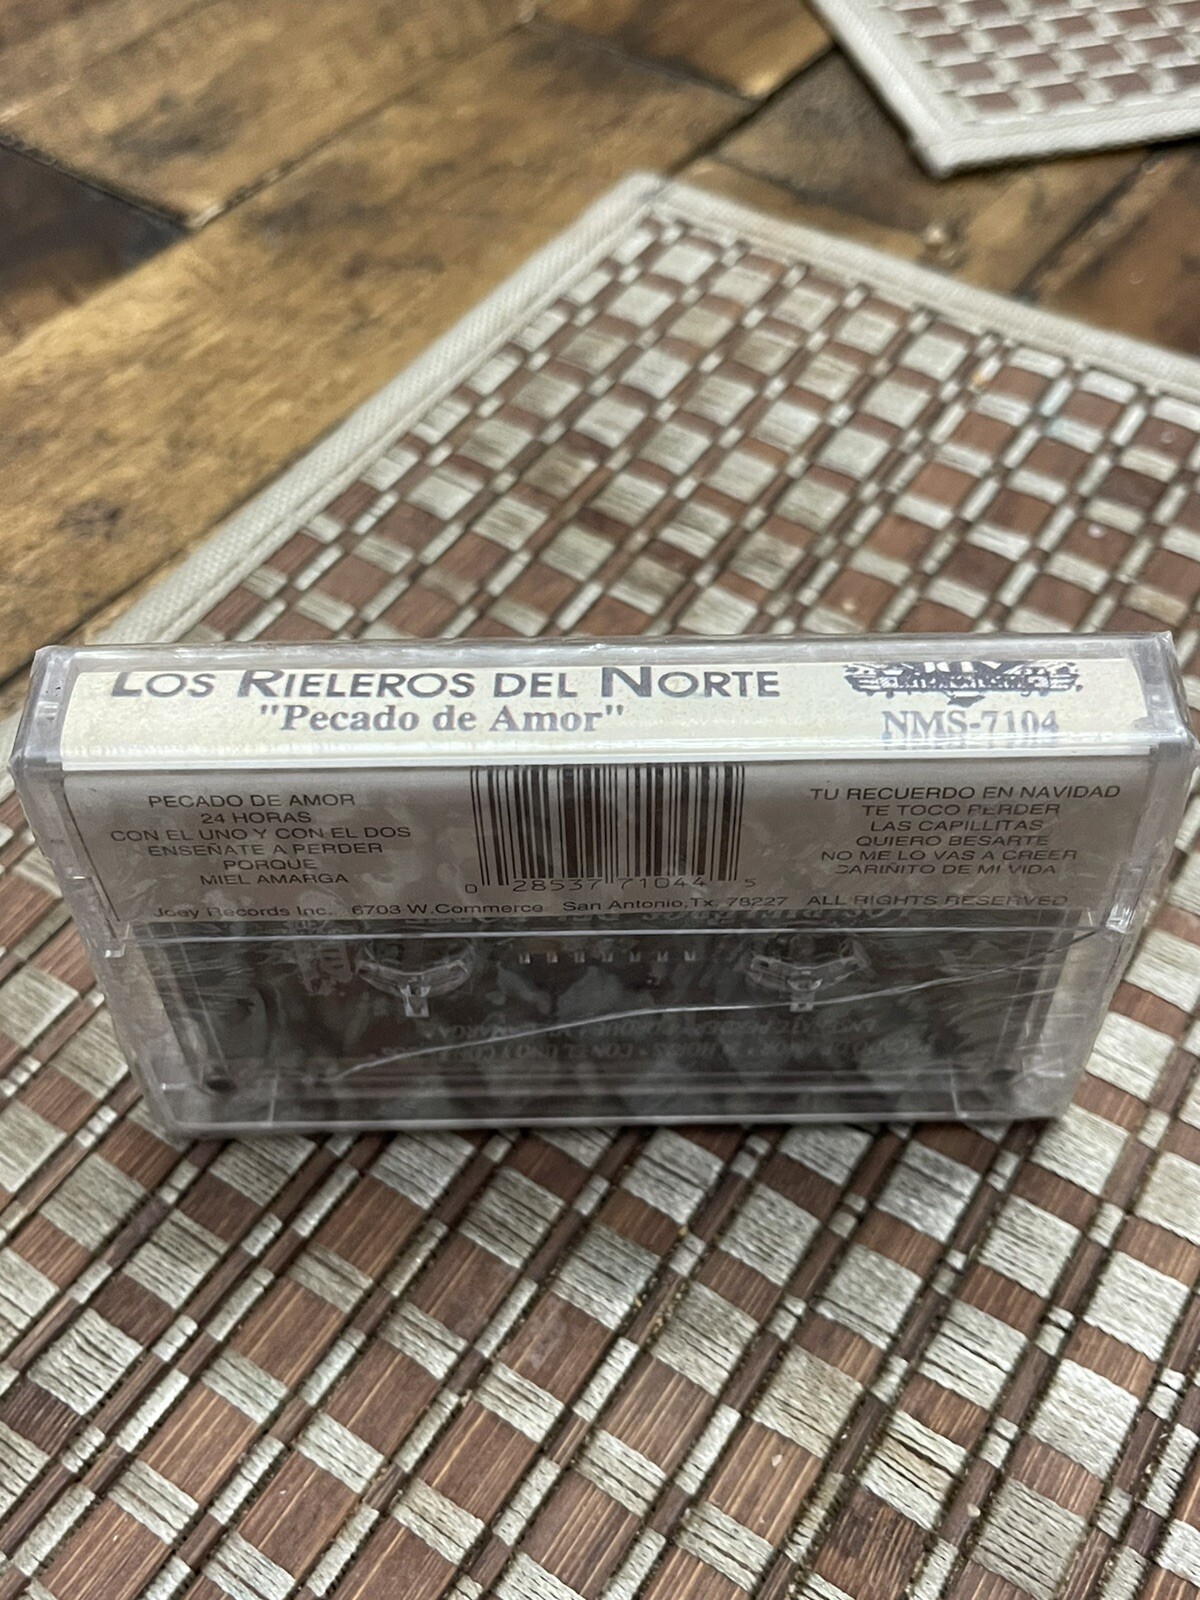 LOS RIELEROS DEL NORTE
"Pecado de Amor"
JOEY
NMS-7104
PECADO DE AMOR
24 HORAS
CON EL UNO Y CON EL DOS
ENSEÑATE A PERDER
PORQUE
MIEL AMARGA
0 28537 71044 5
TU RECUERDO EN NAVIDAD
TE TOCO PERDER
LAS CAPILLITAS
QUIERO BESARTE
NO ME LO VAS A CREER
CARIÑITO DE MI VIDA
Joey Records Inc. 6703 W.Commerce San Antonio,Tx. 78227 ALL RIGHTS RESERVED